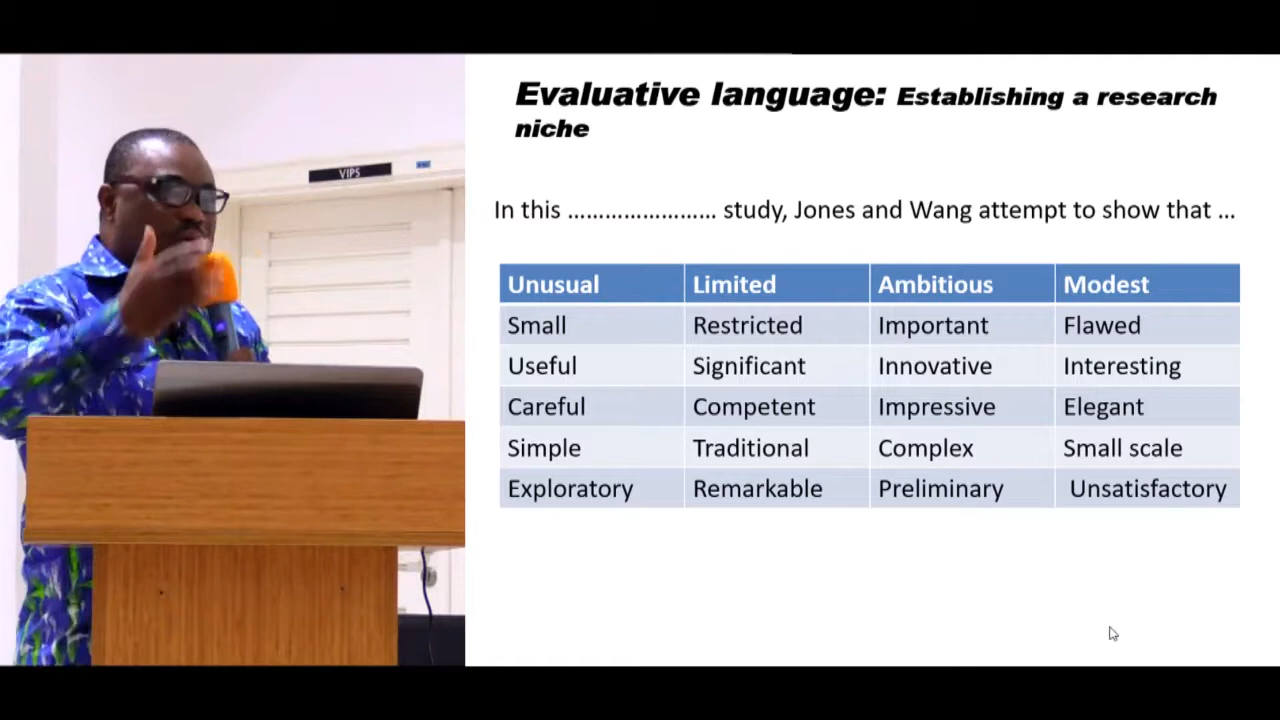 VIPS
Evaluative language: Establishing a research
niche
In this ........................ study, Jones and Wang attempt to show that ...
Unusual Limited Ambitious Modest
Small Restricted Important Flawed
Useful Significant Innovative Interesting
Careful Competent Impressive Elegant
Simple Traditional Complex Small scale
Exploratory Remarkable Preliminary Unsatisfactory